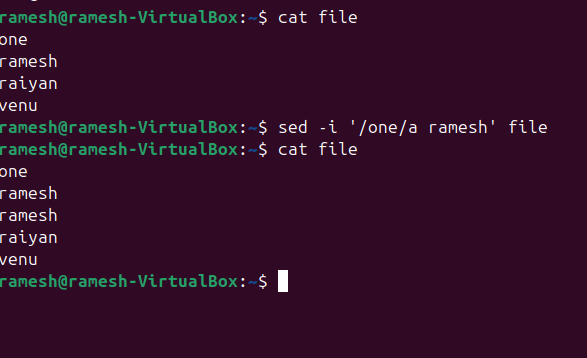 ramesh@ramesh-VirtualBox:~$ cat file
one
ramesh
raiyan
venu
ramesh@ramesh-VirtualBox:~$ sed -i '/one/a ramesh' file
ramesh@ramesh-VirtualBox:~$ cat file
one
ramesh
ramesh
raiyan
venu
ramesh@ramesh-VirtualBox:~$